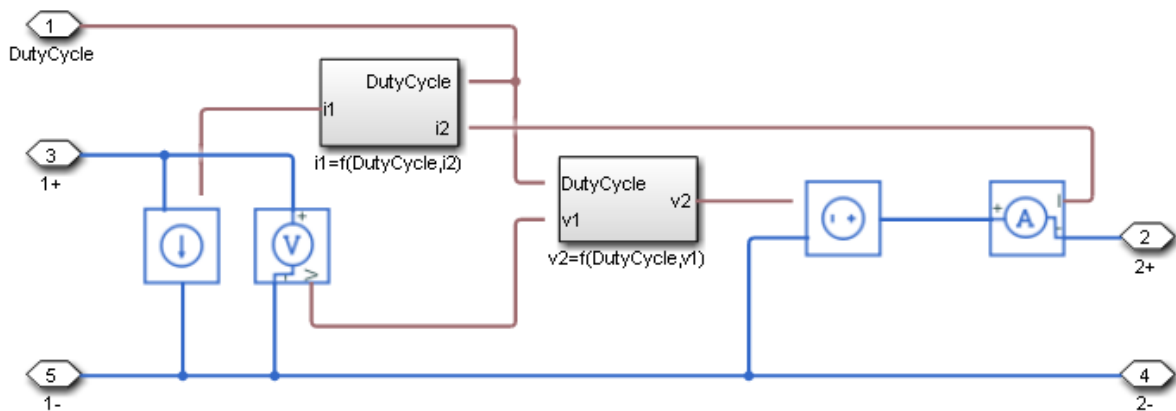 1
DutyCycle
DutyCycle
i1
i2
i1=f(DutyCycle,i2)
3
1+
DutyCycle
v1
v2
v2=f(DutyCycle,v1)
+
V
-
V
- +
+
A
I
-
2
2+
5
1-
4
2-